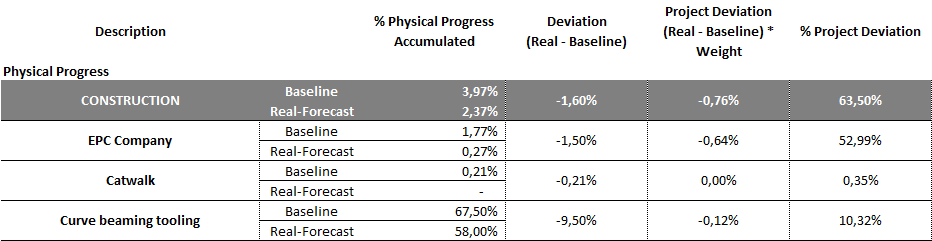 Description % Physical Progress Accumulated Deviation (Real - Baseline) Project Deviation (Real - Baseline) * Weight % Project Deviation
Physical Progress
CONSTRUCTION Baseline 3,97% -1,60% -0,76% 63,50%
Real-Forecast 2,37%
EPC Company Baseline 1,77% -1,50% -0,64% 52,99%
Real-Forecast 0,27%
Catwalk Baseline 0,21% -0,21% 0,00% 0,35%
Real-Forecast -
Curve beaming tooling Baseline 67,50% -9,50% -0,12% 10,32%
Real-Forecast 58,00%